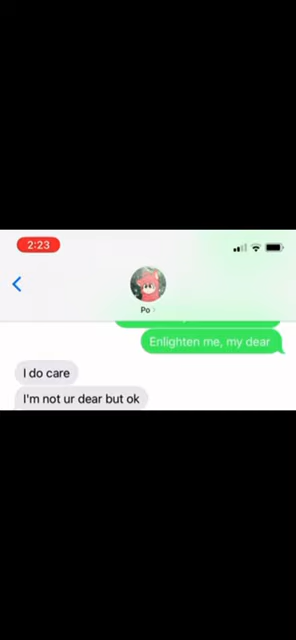 2:23
Po
Enlighten me, my dear
I do care
I'm not ur dear but ok